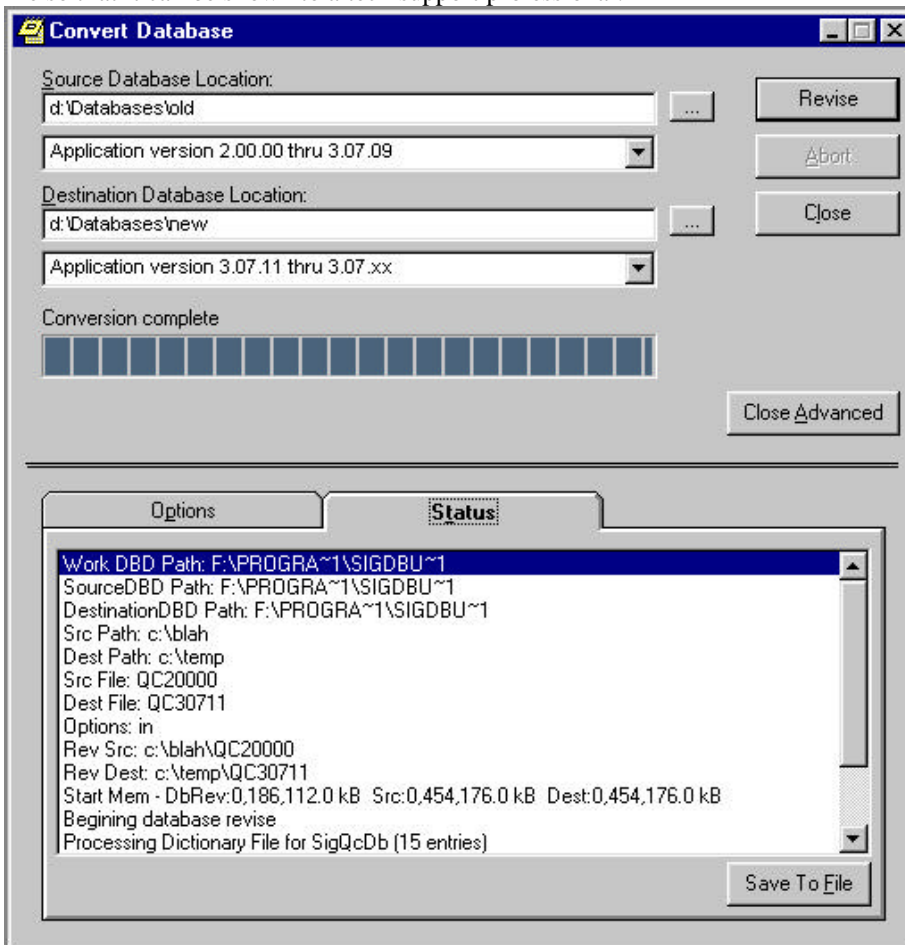 Convert Database
Source Database Location:
d:\Databases\old
...
Revise
Application version 2.00.00 thru 3.07.09
Abort
Destination Database Location:
d:\Databases\new
...
Close
Application version 3.07.11 thru 3.07.xx
Conversion complete
Close Advanced
Options
Status
Work DBD Path: F:\PROGRA~1\SIGDBU~1
SourceDBD Path: F:\PROGRA~1\SIGDBU~1
DestinationDBD Path: F:\PROGRA~1\SIGDBU~1
Src Path: c:\blah
Dest Path: c:\temp
Src File: QC20000
Dest File: QC30711
Options: in
Rev Src: c:\blah\QC20000
Rev Dest: c:\temp\QC30711
Start Mem - DbRev:0,186,112.0 kB Src:0,454,176.0 kB Dest:0,454,176.0 kB
Begining database revise
Processing Dictionary File for SigQcDb (15 entries)
Save To File